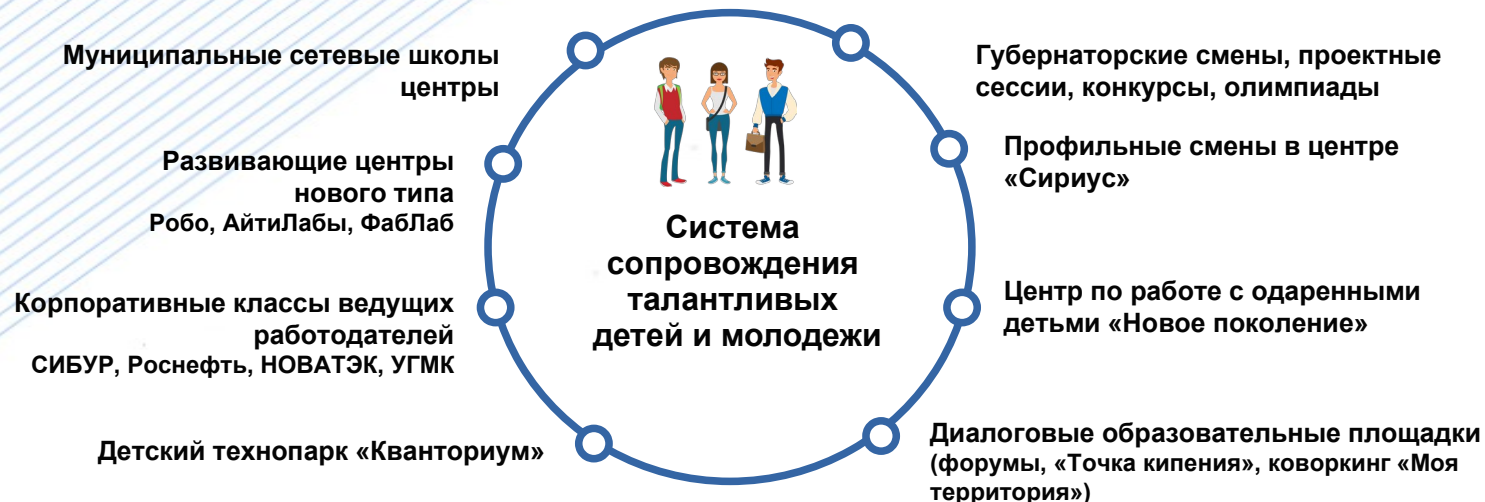 Муниципальные сетевые школы
центры
Развивающие центры
нового типа
Робо, АйтиЛабы, ФабЛаб
Корпоративные классы ведущих
работодателей
СИБУР, Роснефть, НОВАТЭК, УГМК
Детский технопарк «Кванториум»
Система
сопровождения
талантливых
детей и молодежи
Губернаторские смены, проектные
сессии, конкурсы, олимпиады
Профильные смены в центре
«Сириус»
Центр по работе с одаренными
детьми «Новое поколение»
Диалоговые образовательные площадки
(форумы, «Точка кипения», коворкинг «Моя
территория»)